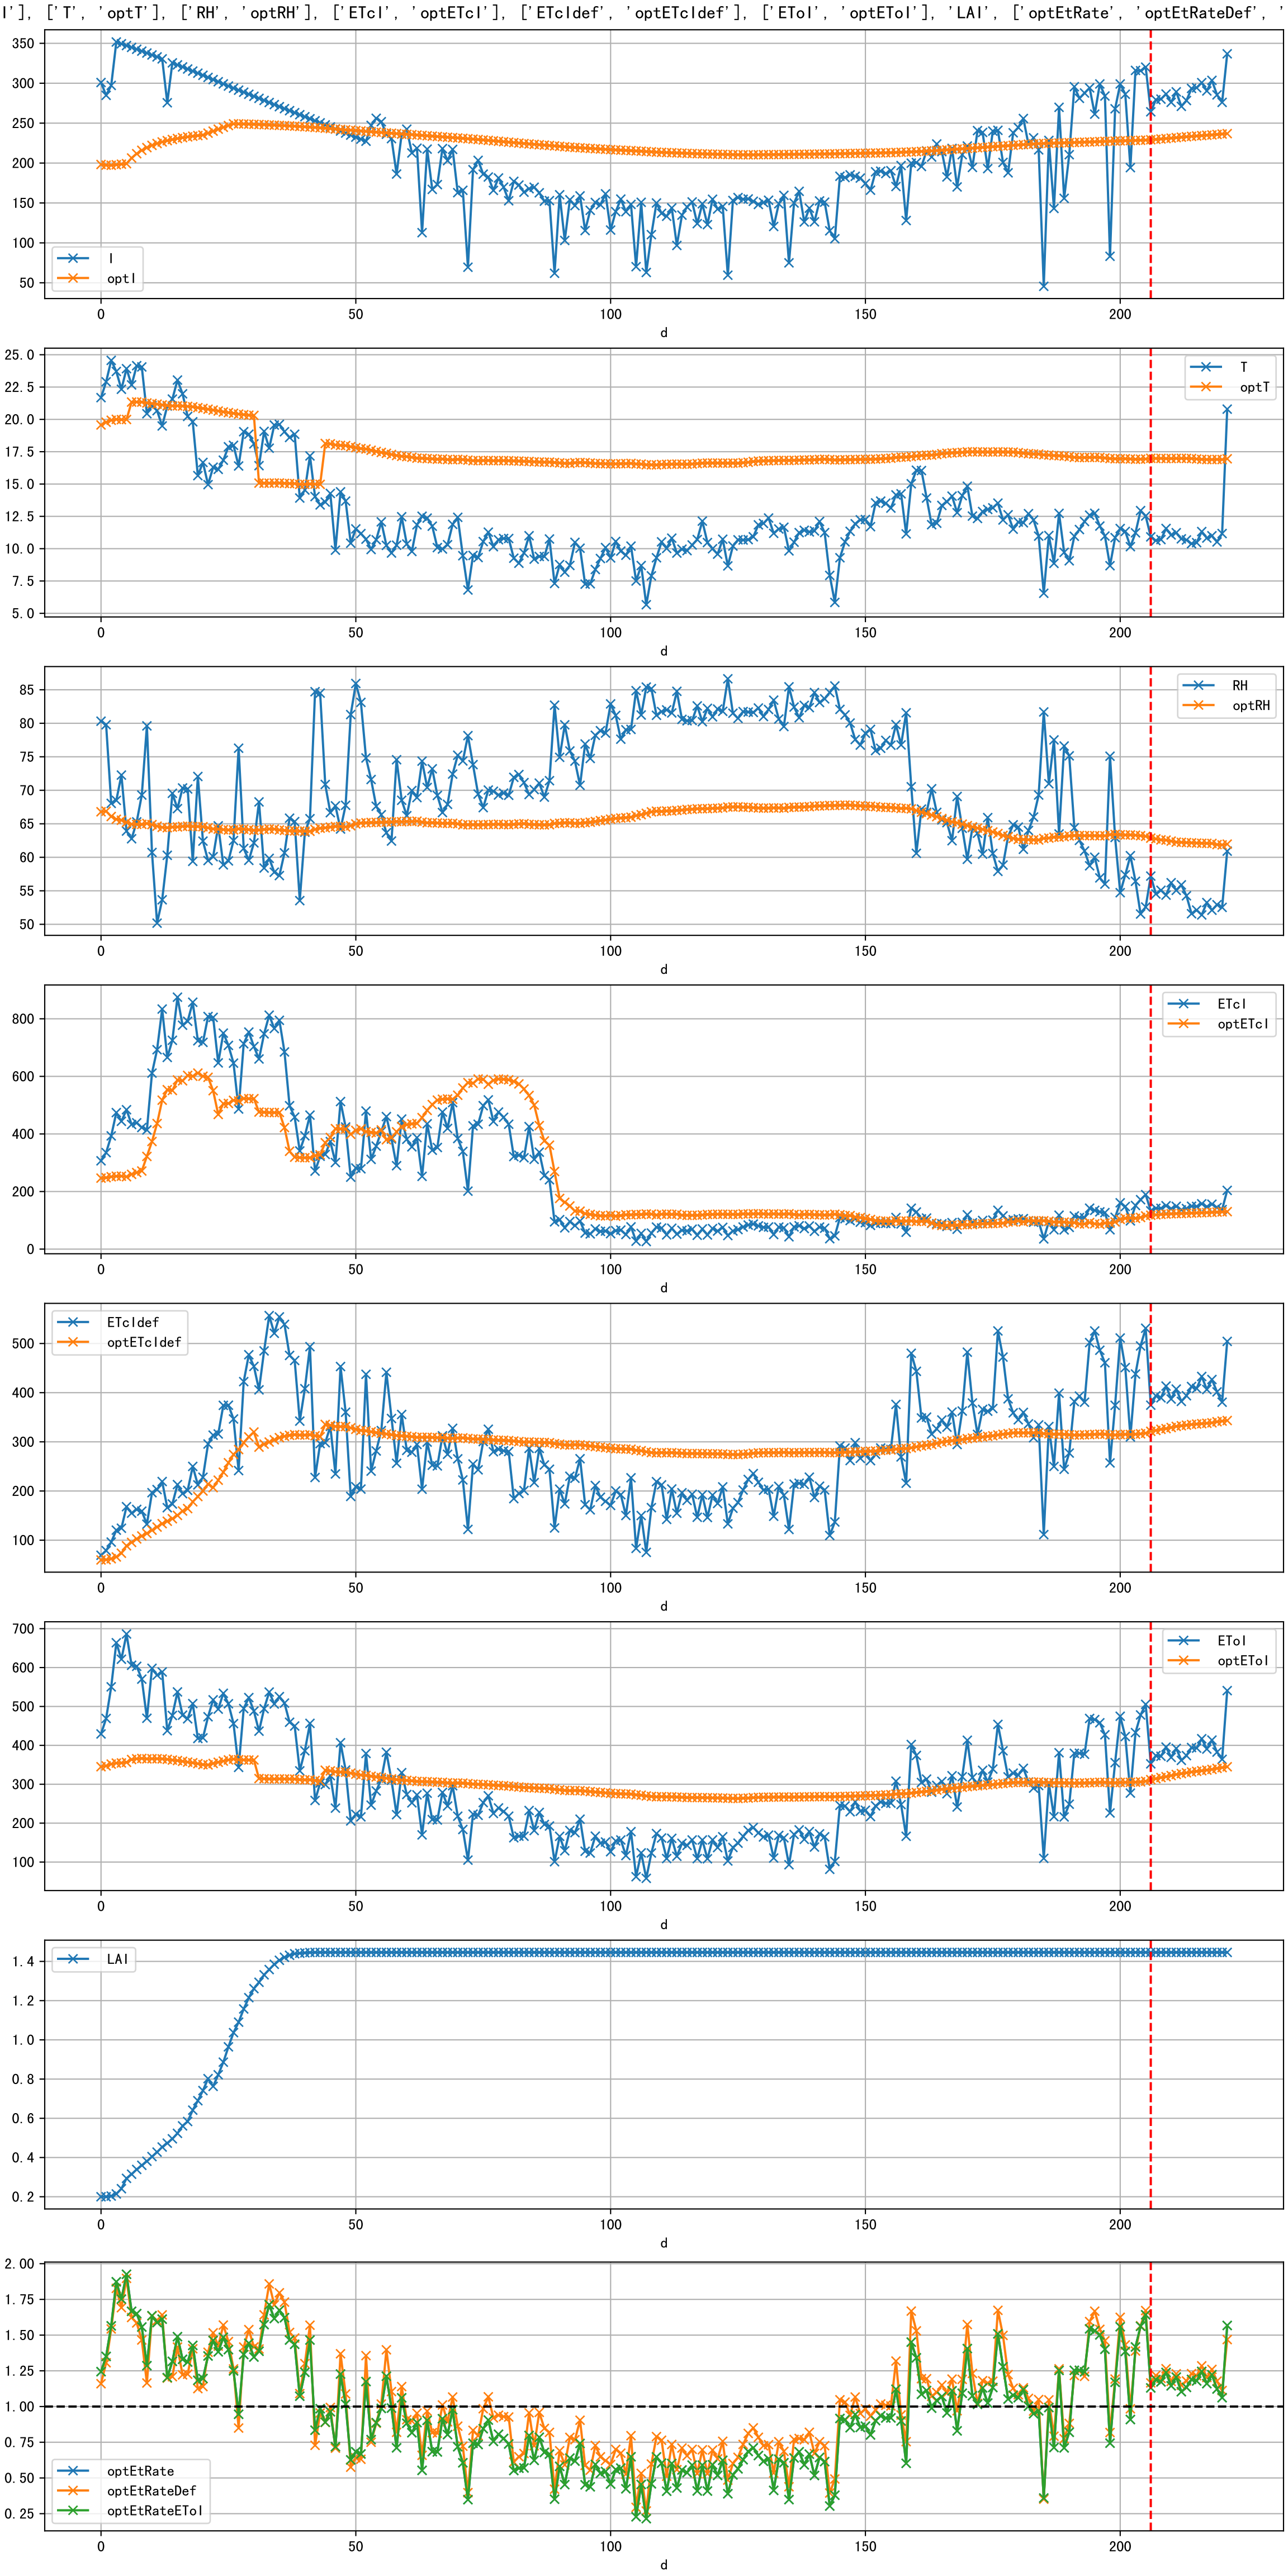 I'], ['T', 'optT'], ['RH', 'optRH'], ['ETcI', 'optETcI'], ['ETcIdef', 'optETcIdef'], ['EToI', 'optEToI'], 'LAI', ['optEtRate', 'optEtRateDef', '
350
300
250
200
150
100
50
I
optI
0 50 100 150 200
d
25.0
22.5
20.0
17.5
15.0
12.5
10.0
7.5
5.0
T
optT
0 50 100 150 200
d
85
80
75
70
65
60
55
50
RH
optRH
0 50 100 150 200
d
800
600
400
200
0
ETcI
optETcI
0 50 100 150 200
d
500
400
300
200
100
ETcIdef
optETcIdef
0 50 100 150 200
d
700
600
500
400
300
200
100
EToI
optEToI
0 50 100 150 200
d
1.4
1.2
1.0
0.8
0.6
0.4
0.2
LAI
0 50 100 150 200
d
2.00
1.75
1.50
1.25
1.00
0.75
0.50
0.25
optEtRate
optEtRateDef
optEtRateEToI
0 50 100 150 200
d